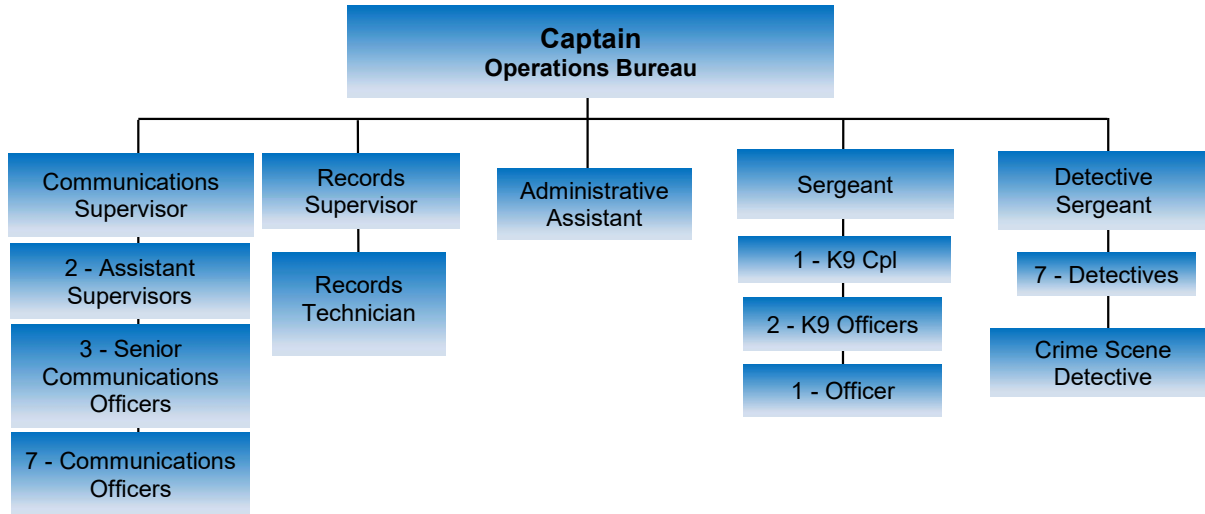 Captain
Operations Bureau
Communications
Supervisor
2 - Assistant
Supervisors
3 - Senior
Communications
Officers
7 - Communications
Officers
Records
Supervisor
Records
Technician
Administrative
Assistant
Sergeant
1 - K9 Cpl
2 - K9 Officers
1 - Officer
Detective
Sergeant
7 - Detectives
Crime Scene
Detective